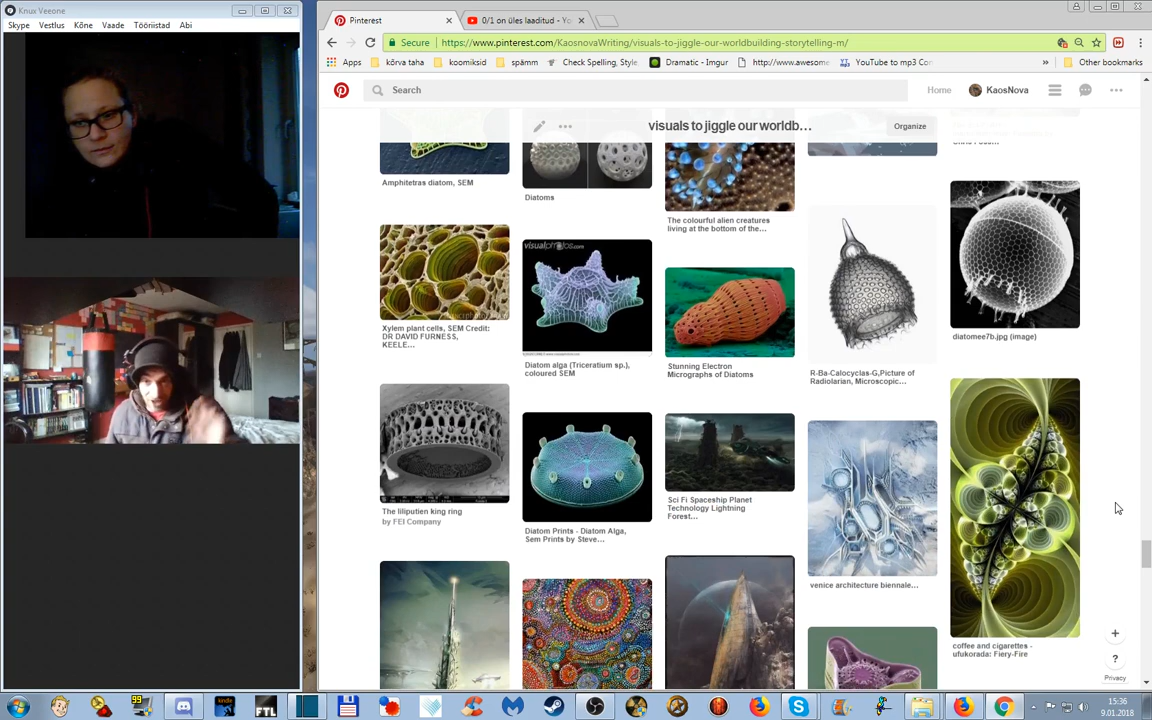 Knux Veeone
Skype Vestlus Kõne Vaade Tööriistad Abi
Pinterest
0/1 on üles laaditud - Yo
Secure https://www.pinterest.com/KaosnovaWriting/visuals-to-jiggle-our-worldbuilding-storytelling-m/
Apps kõrva taha koomiksid spämm Check Spelling, Style, Dramatic - Imgur http://www.awesome YouTube to mp3 Con » Other bookmarks
Search
Home KaosNova
visuals to jiggle our worldb...
Organize
Amphitetras diatom, SEM
Diatoms
The colourful alien creatures
living at the bottom of the...
visualphotos.com
Xylem plant cells, SEM Credit:
DR DAVID FURNESS,
KEELE...
Diatom alga (Triceratium sp.),
coloured SEM
Stunning Electron
Micrographs of Diatoms
R-Ba-Calocyclas-G,Picture of
Radiolarian, Microscopic...
diatomee7b.jpg (image)
The liliputien king ring
by FEI Company
Diatom Prints - Diatom Alga,
Sem Prints by Steve...
Sci Fi Spaceship Planet
Technology Lightning
Forest...
venice architecture biennale...
coffee and cigarettes -
ufukorada: Fiery-Fire
+
?
Privacy
99
kindle
FTL
15:36
9.01.2018